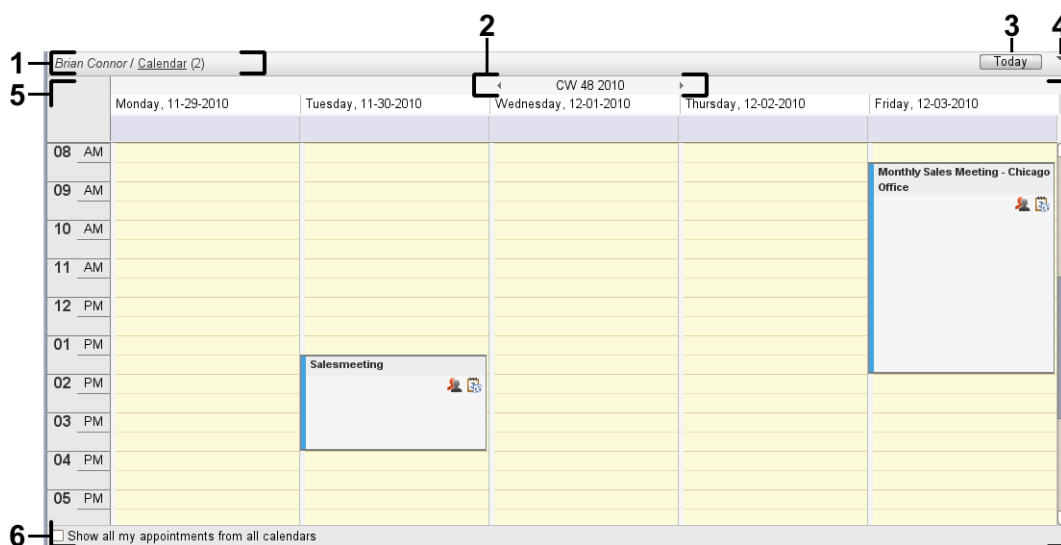 2
3
4
1
Brian Connor / Calendar (2)
Today
5
CW 48 2010
Monday, 11-29-2010
Tuesday, 11-30-2010
Wednesday, 12-01-2010
Thursday, 12-02-2010
Friday, 12-03-2010
08 AM
Monthly Sales Meeting - Chicago
Office
09 AM
10 AM
11 AM
12 PM
01 PM
Salesmeeting
02 PM
03 PM
04 PM
05 PM
6
Show all my appointments from all calendars